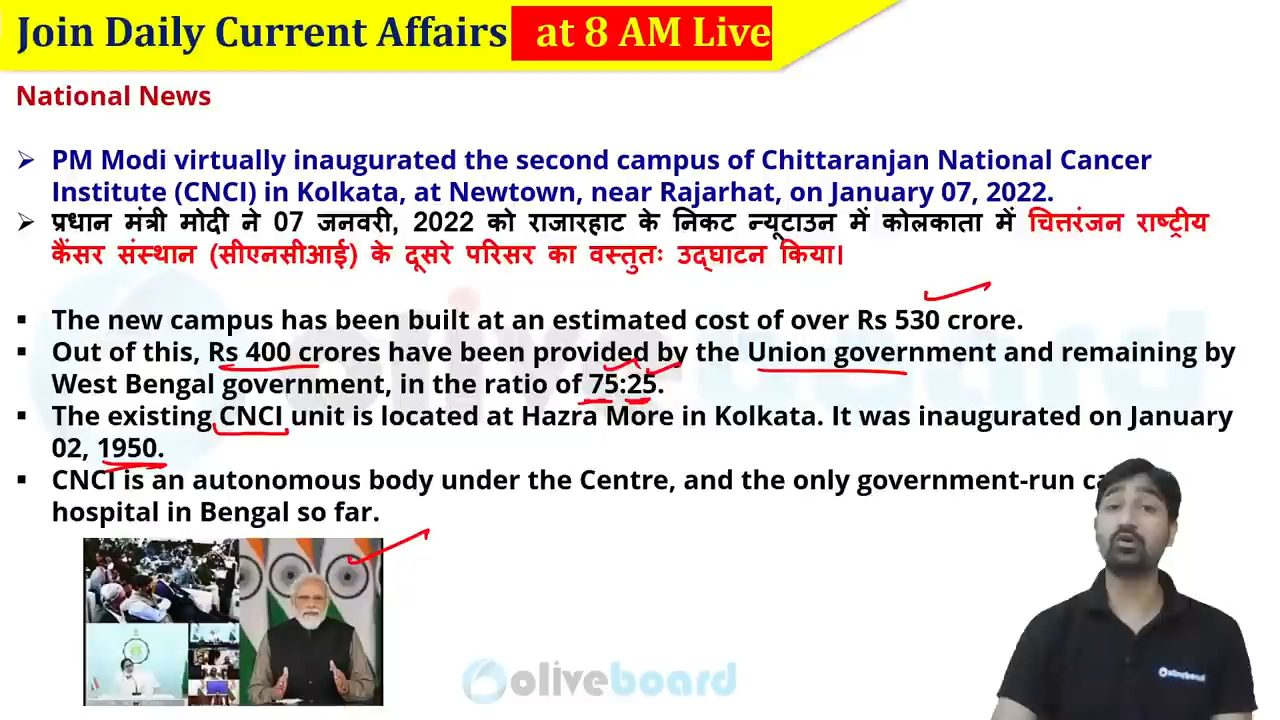 Join Daily Current Affairs at 8 AM Live
National News
➢ PM Modi virtually inaugurated the second campus of Chittaranjan National Cancer
Institute (CNCI) in Kolkata, at Newtown, near Rajarhat, on January 07, 2022.
➢ प्रधान मंत्री मोदी ने 07 जनवरी, 2022 को राजारहाट के निकट न्यूटाउन में कोलकाता में चित्तरंजन राष्ट्रीय
कैंसर संस्थान (सीएनसीआई) के दूसरे परिसर का वस्तुतः उद्घाटन किया।
▪ The new campus has been built at an estimated cost of over Rs 530 crore.
▪ Out of this, Rs 400 crores have been provided by the Union government and remaining by
West Bengal government, in the ratio of 75:25.
▪ The existing CNCI unit is located at Hazra More in Kolkata. It was inaugurated on January
02, 1950.
▪ CNCI is an autonomous body under the Centre, and the only government-run
hospital in Bengal so far.
oliveboard
oliveboard